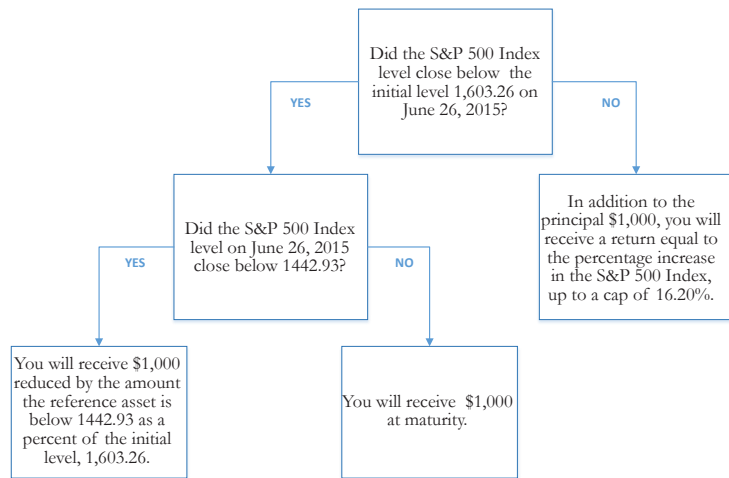 Did the S&P 500 Index
level close below the
initial level 1,603.26 on
June 26, 2015?
YES
NO
Did the S&P 500 Index
level on June 26, 2015
close below 1442.93?
In addition to the
principal $1,000, you will
receive a return equal to
the percentage increase
in the S&P 500 Index,
up to a cap of 16.20%.
YES
NO
You will receive $1,000
reduced by the amount
the reference asset is
below 1442.93 as a
percent of the initial
level, 1,603.26.
You will receive $1,000
at maturity.